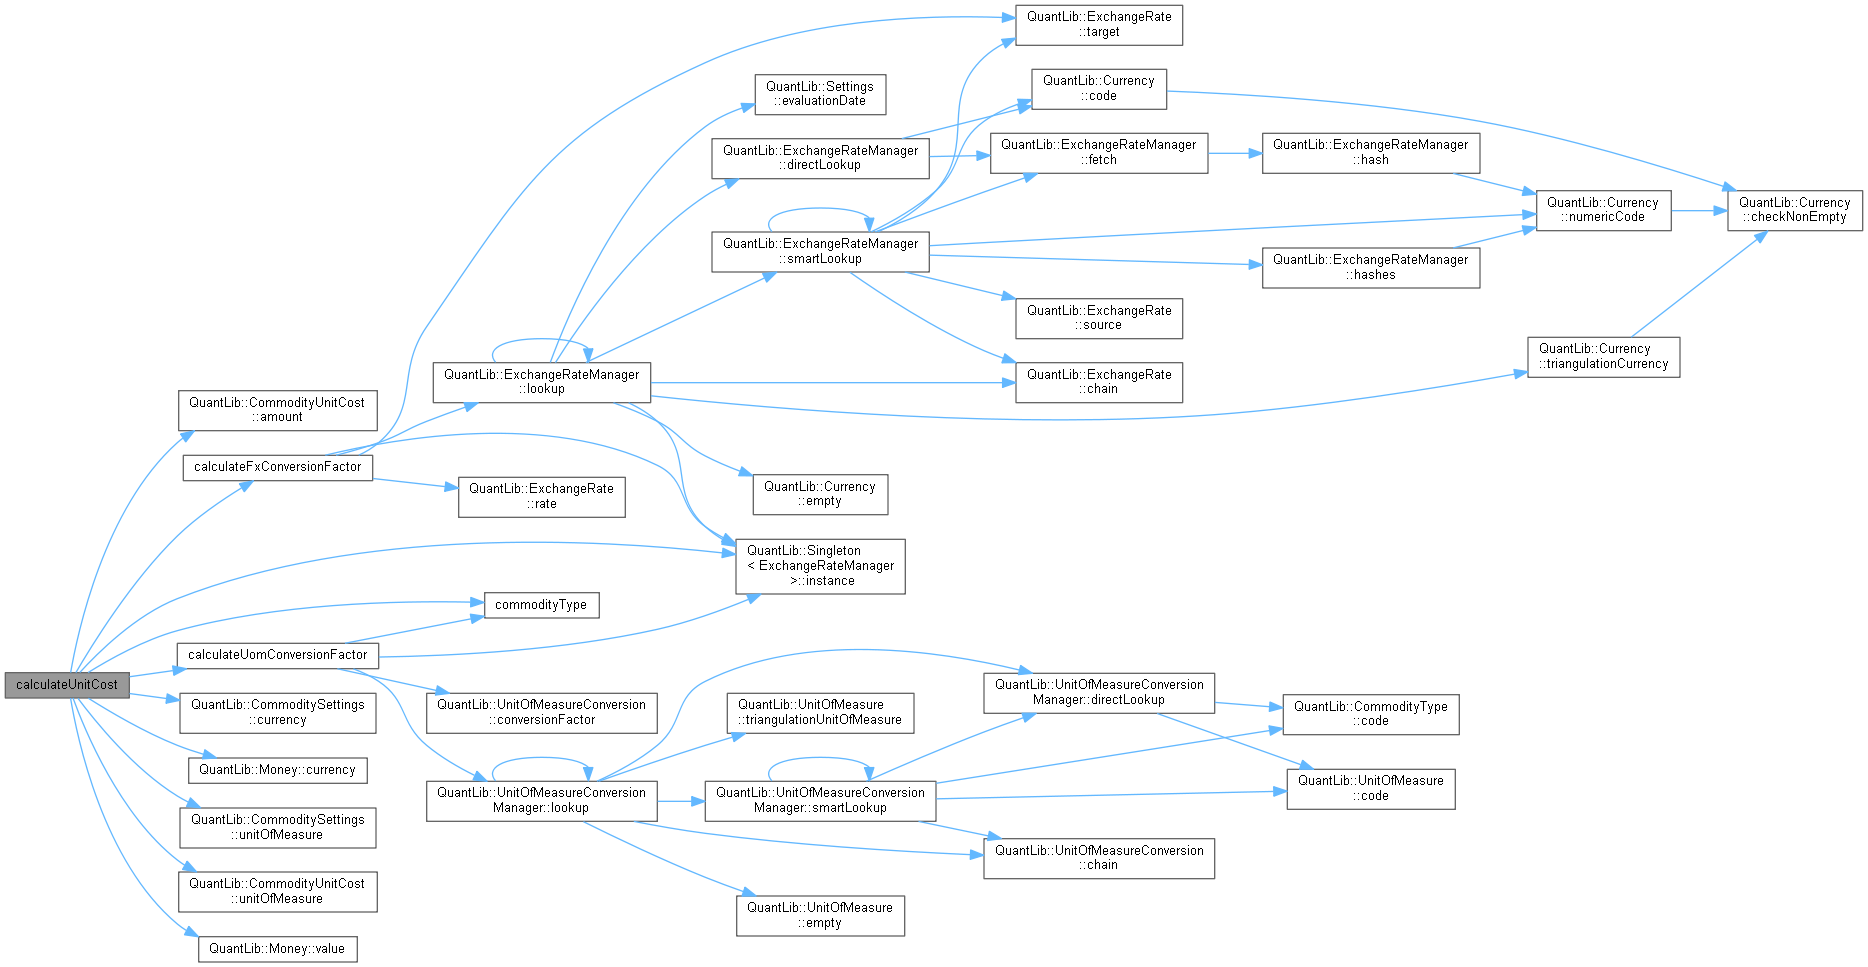 QuantLib::ExchangeRate
::target
QuantLib::Settings
::evaluationDate
QuantLib::Currency
::code
QuantLib::ExchangeRateManager
::directLookup
QuantLib::ExchangeRateManager
::fetch
QuantLib::ExchangeRateManager
::hash
QuantLib::Currency
::numericCode
QuantLib::Currency
::checkNonEmpty
QuantLib::ExchangeRateManager
::smartLookup
QuantLib::ExchangeRateManager
::hashes
QuantLib::ExchangeRate
::source
QuantLib::Currency
::triangulationCurrency
QuantLib::ExchangeRateManager
::lookup
QuantLib::ExchangeRate
::chain
QuantLib::CommodityUnitCost
::amount
calculateFxConversionFactor
QuantLib::ExchangeRate
::rate
QuantLib::Currency
::empty
QuantLib::Singleton
< ExchangeRateManager
>::instance
commodityType
calculateUomConversionFactor
calculateUnitCost
QuantLib::CommoditySettings
::currency
QuantLib::UnitOfMeasureConversion
::conversionFactor
QuantLib::UnitOfMeasure
::triangulationUnitOfMeasure
QuantLib::UnitOfMeasureConversion
Manager::directLookup
QuantLib::CommodityType
::code
QuantLib::Money::currency
QuantLib::UnitOfMeasureConversion
Manager::lookup
QuantLib::UnitOfMeasureConversion
Manager::smartLookup
QuantLib::UnitOfMeasure
::code
QuantLib::CommoditySettings
::unitOfMeasure
QuantLib::UnitOfMeasureConversion
::chain
QuantLib::CommodityUnitCost
::unitOfMeasure
QuantLib::UnitOfMeasure
::empty
QuantLib::Money::value